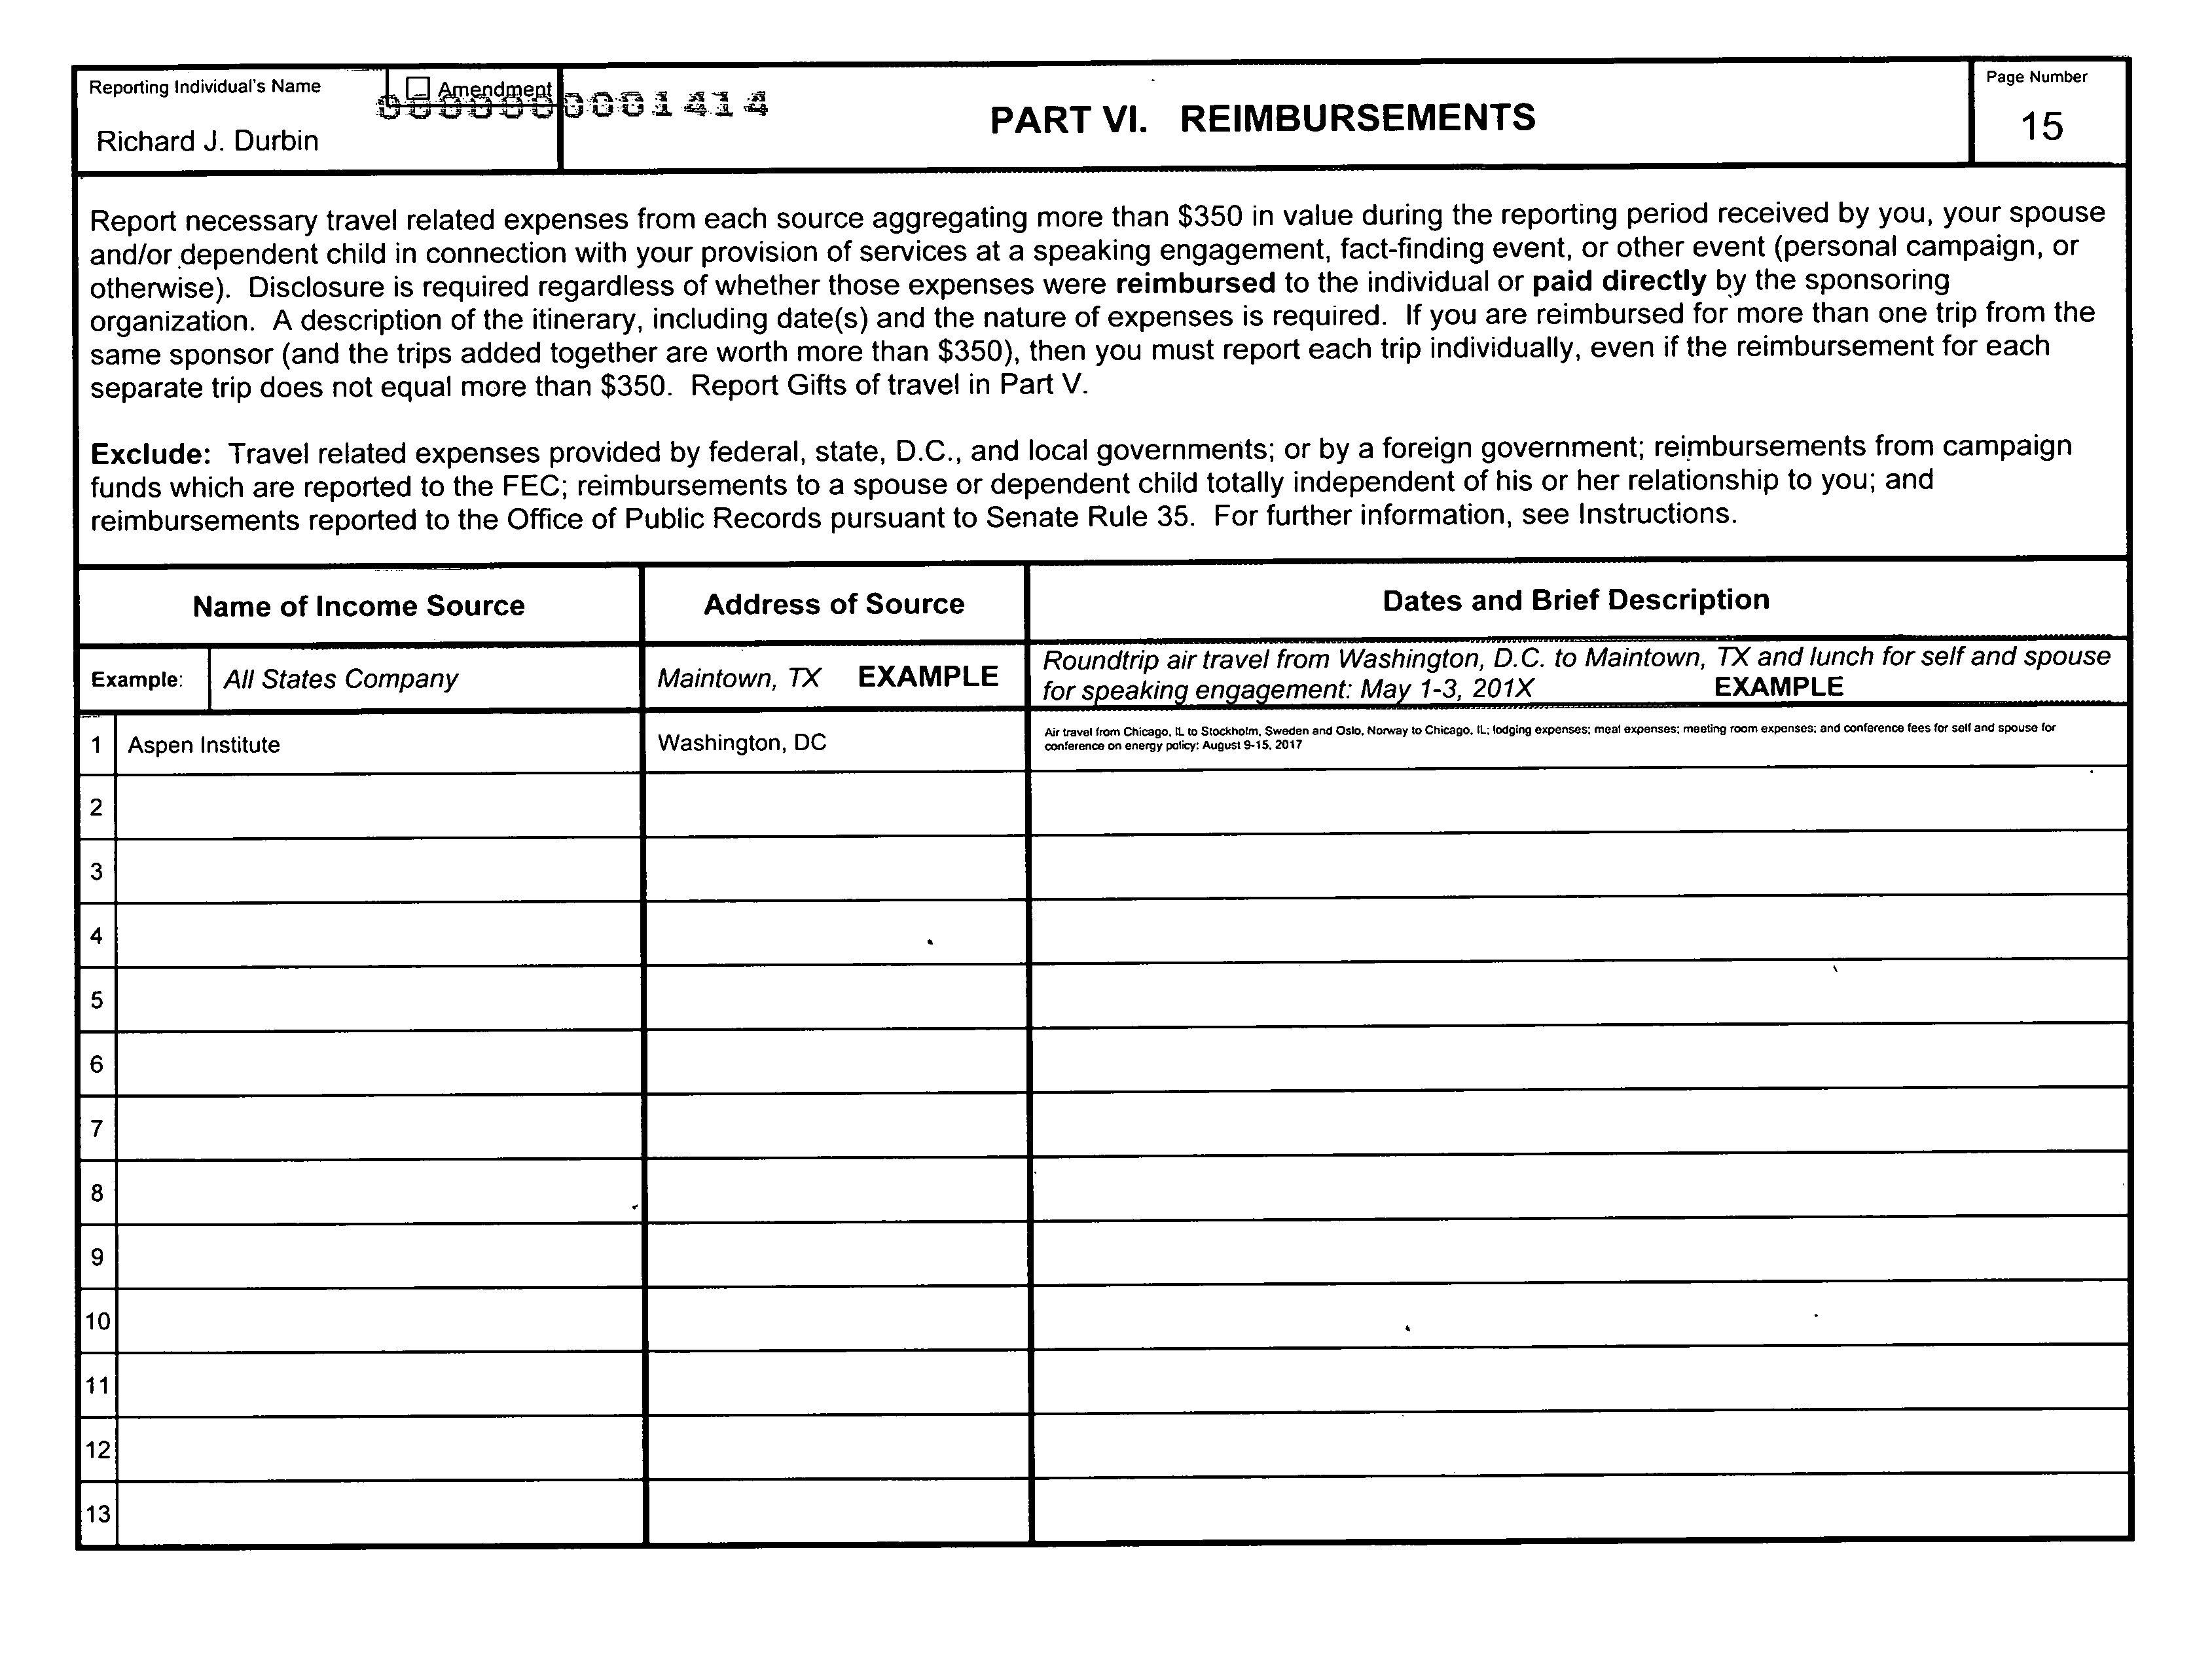 Reporting Individual's Name
Amendment
000000001414
PART VI. REIMBURSEMENTS
Page Number
Richard J. Durbin
15
Report necessary travel related expenses from each source aggregating more than $350 in value during the reporting period received by you, your spouse
and/or dependent child in connection with your provision of services at a speaking engagement, fact-finding event, or other event (personal campaign, or
otherwise). Disclosure is required regardless of whether those expenses were reimbursed to the individual or paid directly by the sponsoring
organization. A description of the itinerary, including date(s) and the nature of expenses is required. If you are reimbursed for more than one trip from the
same sponsor (and the trips added together are worth more than $350), then you must report each trip individually, even if the reimbursement for each
separate trip does not equal more than $350. Report Gifts of travel in Part V.
Exclude: Travel related expenses provided by federal, state, D.C., and local governments; or by a foreign government; reimbursements from campaign
funds which are reported to the FEC; reimbursements to a spouse or dependent child totally independent of his or her relationship to you; and
reimbursements reported to the Office of Public Records pursuant to Senate Rule 35. For further information, see Instructions.
Name of Income Source Address of Source Dates and Brief Description
Example: All States Company Maintown, TX EXAMPLE Roundtrip air travel from Washington, D.C. to Maintown, TX and lunch for self and spouse
for speaking engagement: May 1-3, 201X EXAMPLE
1 Aspen Institute Washington, DC Air travel from Chicago, IL to Stockholm, Sweden and Oslo, Norway to Chicago, IL; lodging expenses; meal expenses; meeting room expenses; and conference fees for self and spouse for
conference on energy policy: August 9-15, 2017
2
3
4
5
6
7
8
9
10
11
12
13